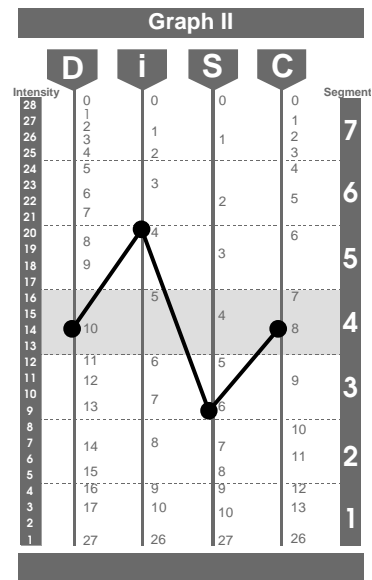 Graph II
D i S C
Intensity Segment
28 0 0 0 0
27 1 1
26 2 1 1 2 7
25 3 2 3
24 4 4
23 5 3 6
22 6 2 5
21 7
20 4 6
19 8 3 5
18 9
17
16 5 7
15 4 4
14 10 8
13
12 11 6 5
11 12 9 3
10 7
9 13 6
8 10
7 14 8 7 2
6 11
5 15 8
4 16 9 9 12
3 17 10 10 13
2 1
1 27 26 27 26